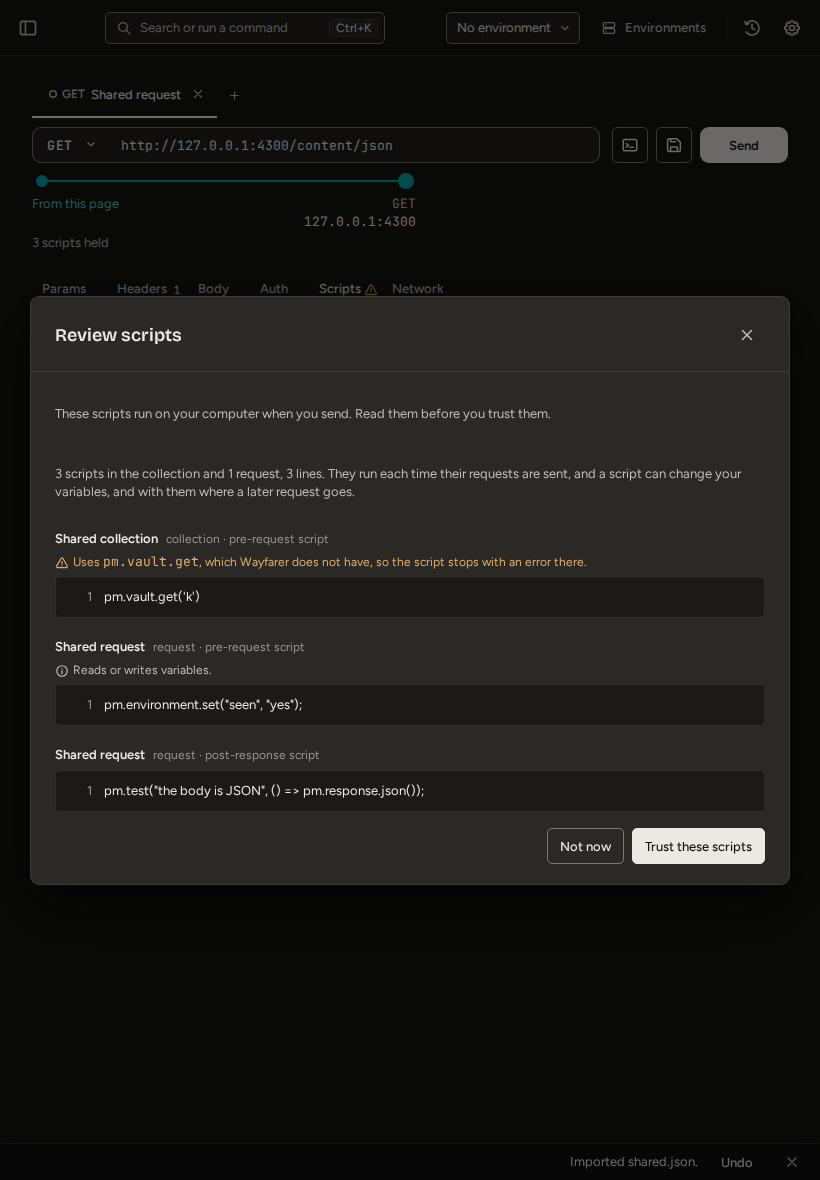 Search or run a command Ctrl+K No environment Environments
GET Shared request
GET http://127.0.0.1:4300/content/json Send
From this page GET
127.0.0.1:4300
3 scripts held
Params Headers 1 Body Auth Scripts Network
Review scripts
These scripts run on your computer when you send. Read them before you trust them.
3 scripts in the collection and 1 request, 3 lines. They run each time their requests are sent, and a script can change your
variables, and with them where a later request goes.
Shared collection collection · pre-request script
Uses pm.vault.get, which Wayfarer does not have, so the script stops with an error there.
1 pm.vault.get('k')
Shared request request · pre-request script
Reads or writes variables.
1 pm.environment.set("seen", "yes");
Shared request request · post-response script
1 pm.test("the body is JSON", () => pm.response.json());
Not now Trust these scripts
Imported shared.json. Undo